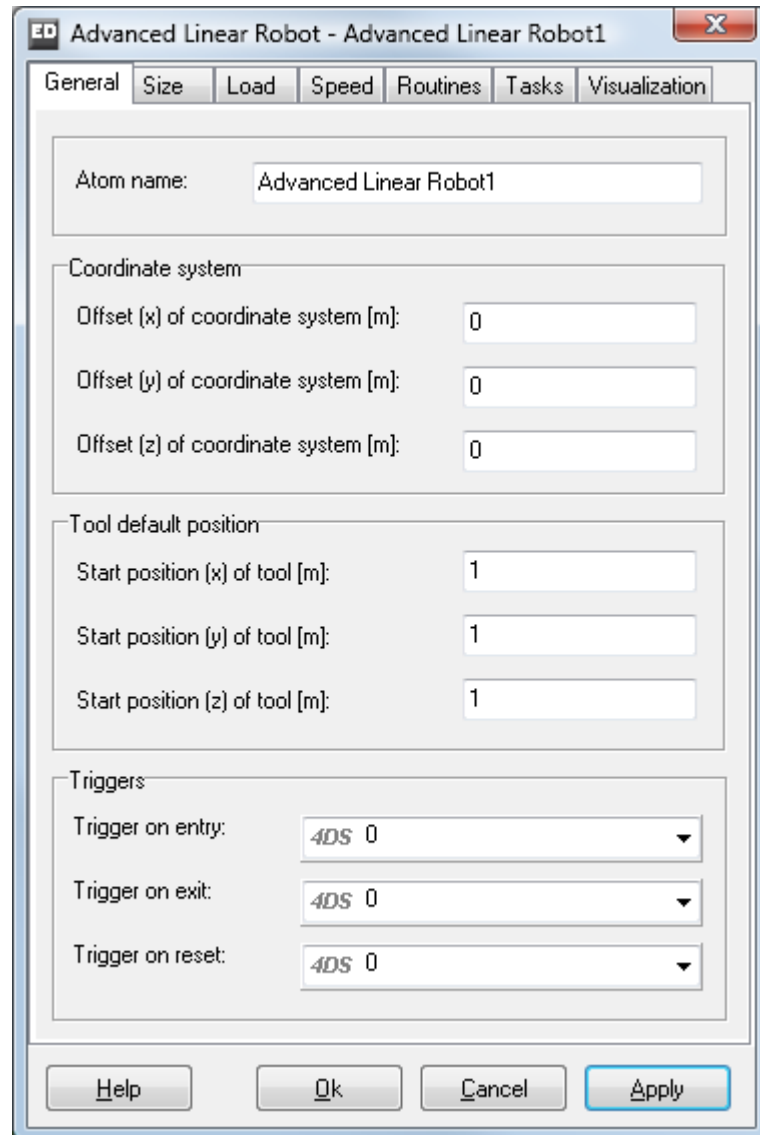 ED Advanced Linear Robot - Advanced Linear Robot1 X
General Size Load Speed Routines Tasks Visualization
Atom name: Advanced Linear Robot1
Coordinate system
Offset (x) of coordinate system [m]: 0
Offset (y) of coordinate system [m]: 0
Offset (z) of coordinate system [m]: 0
Tool default position
Start position (x) of tool [m]: 1
Start position (y) of tool [m]: 1
Start position (z) of tool [m]: 1
Triggers
Trigger on entry: 4DS 0
Trigger on exit: 4DS 0
Trigger on reset: 4DS 0
Help Ok Cancel Apply